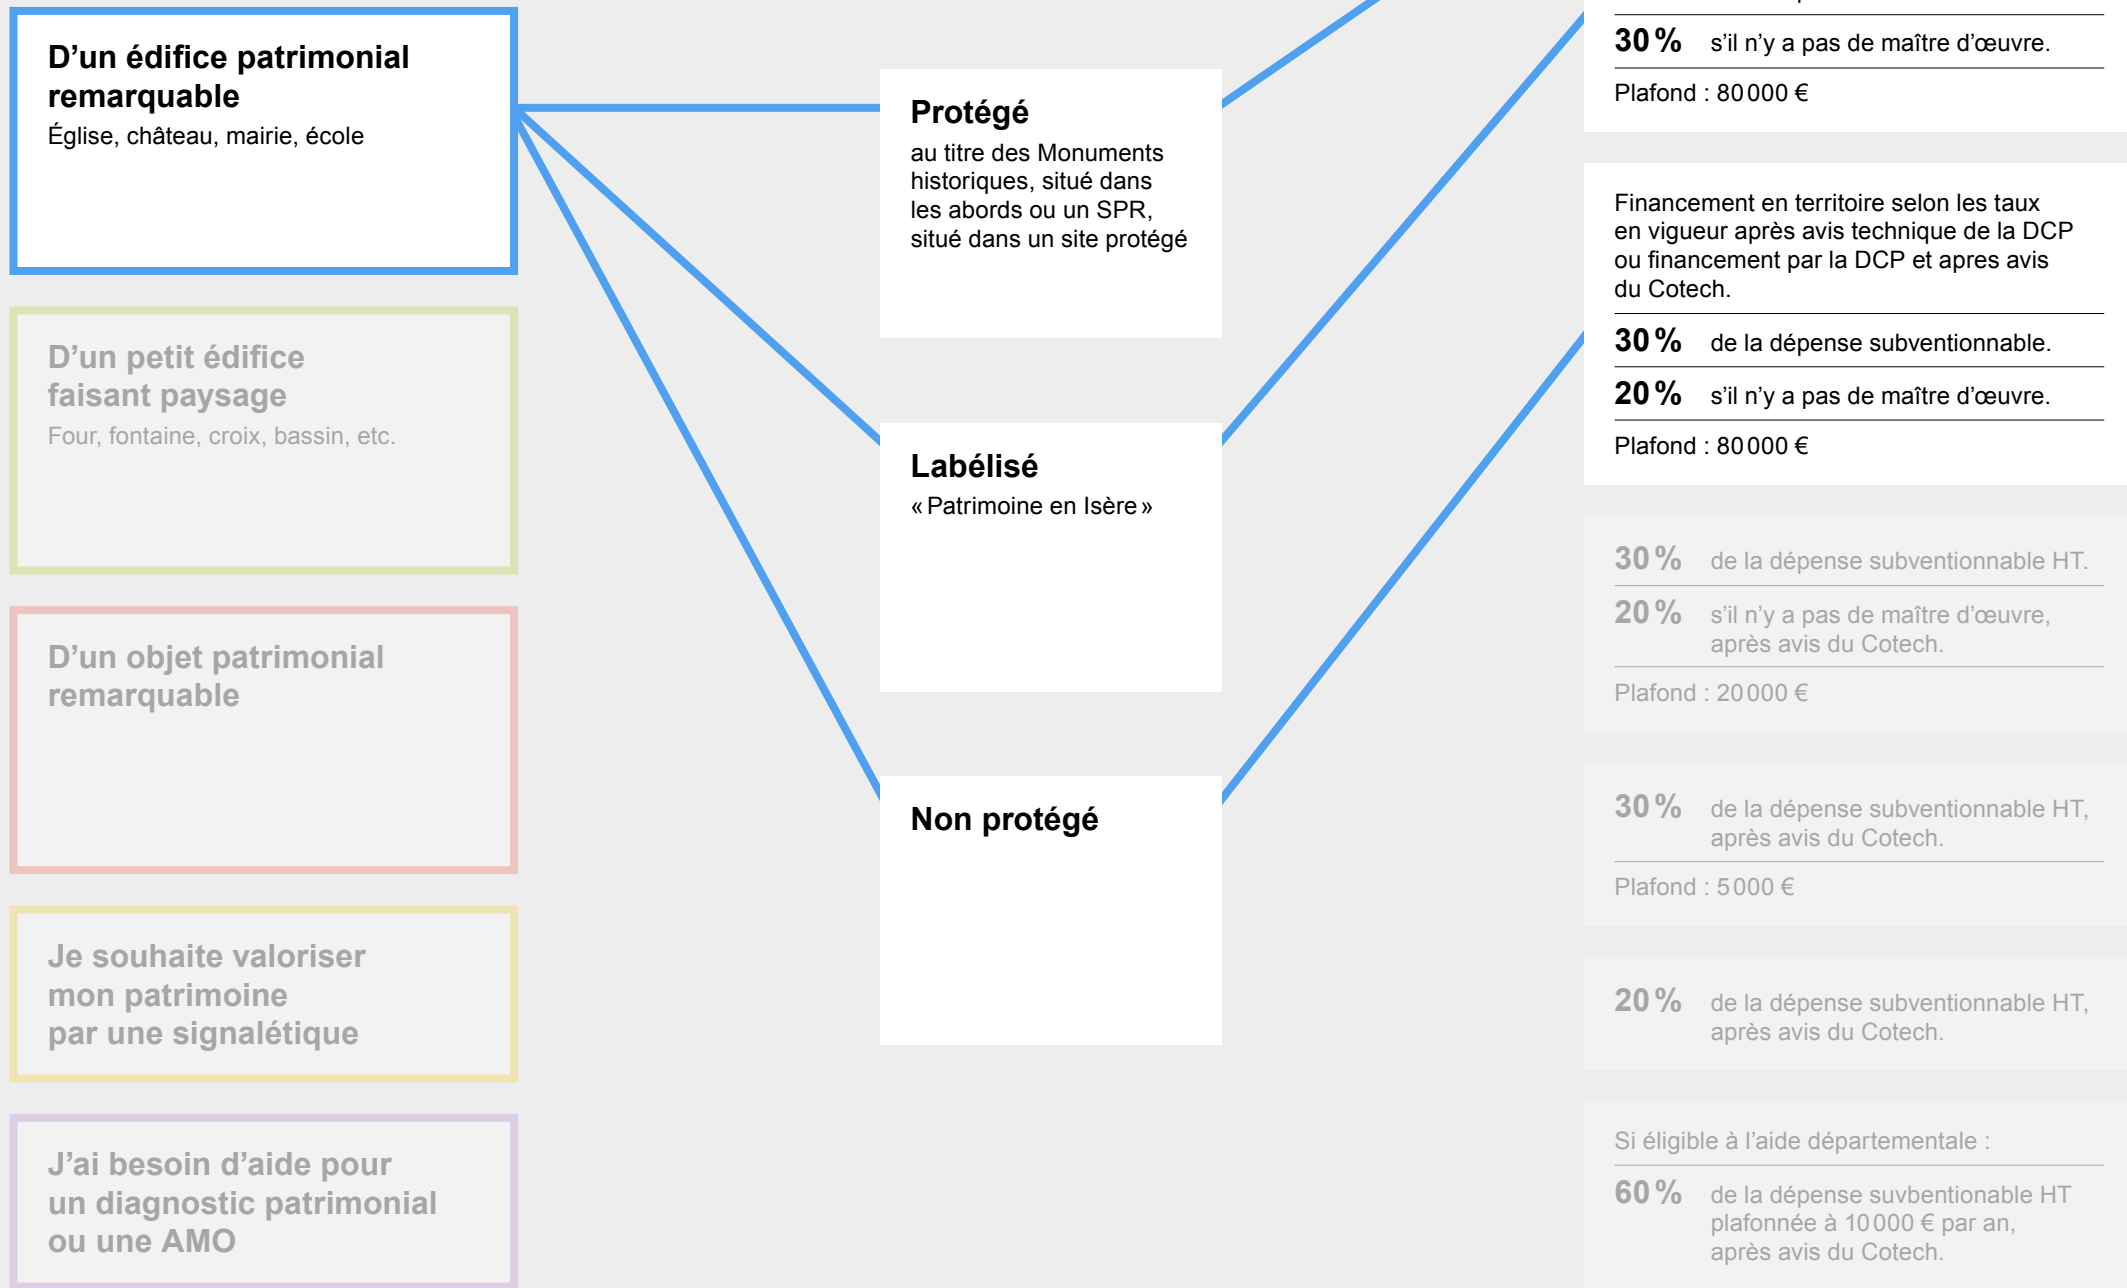 D'un édifice patrimonial
remarquable
Église, château, mairie, école
D'un petit édifice
faisant paysage
Four, fontaine, croix, bassin, etc.
D'un objet patrimonial
remarquable
Je souhaite valoriser
mon patrimoine
par une signalétique
J'ai besoin d'aide pour
un diagnostic patrimonial
ou une AMO
Protégé
au titre des Monuments
historiques, situé dans
les abords ou un SPR,
situé dans un site protégé
Labélisé
« Patrimoine en Isère »
Non protégé
30 % s'il n'y a pas de maître d'œuvre.
Plafond : 80 000 €
Financement en territoire selon les taux
en vigueur après avis technique de la DCP
ou financement par la DCP et apres avis
du Cotech.
30 % de la dépense subventionnable.
20 % s'il n'y a pas de maître d'œuvre.
Plafond : 80 000 €
30 % de la dépense subventionnable HT.
20 % s'il n'y a pas de maître d'œuvre,
après avis du Cotech.
Plafond : 20 000 €
30 % de la dépense subventionnable HT,
après avis du Cotech.
Plafond : 5 000 €
20 % de la dépense subventionnable HT,
après avis du Cotech.
Si éligible à l'aide départementale :
60 % de la dépense suvbentionable HT
plafonnée à 10 000 € par an,
après avis du Cotech.